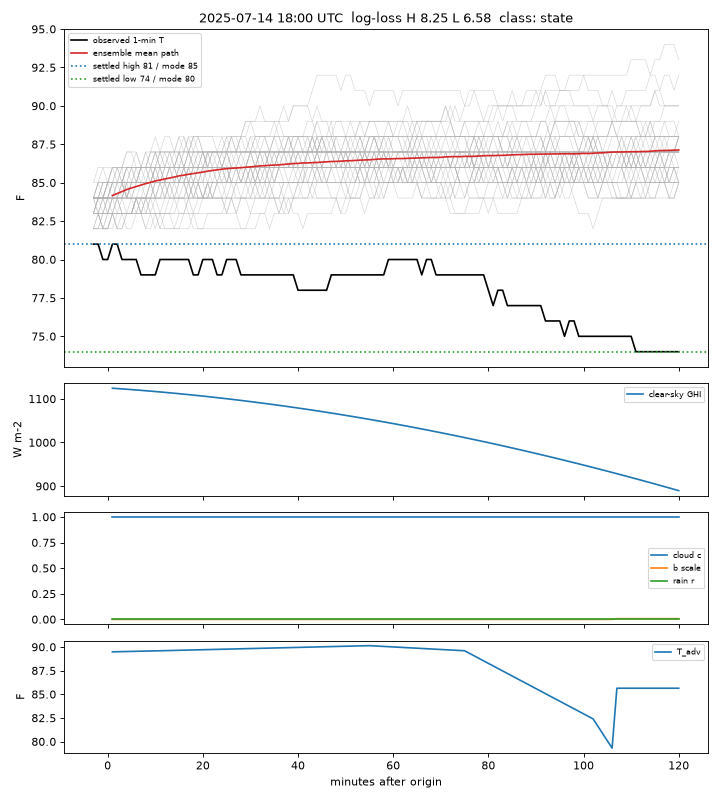 2025-07-14 18:00 UTC  log-loss H 8.25 L 6.58  class: state
observed 1-min T
ensemble mean path
settled high 81 / mode 85
settled low 74 / mode 80
F
95.0
92.5
90.0
87.5
85.0
82.5
80.0
77.5
75.0
W m-2
1100
1000
900
clear-sky GHI
1.00
0.75
0.50
0.25
0.00
cloud c
b scale
rain r
F
90.0
87.5
85.0
82.5
80.0
T_adv
0 20 40 60 80 100 120
minutes after origin